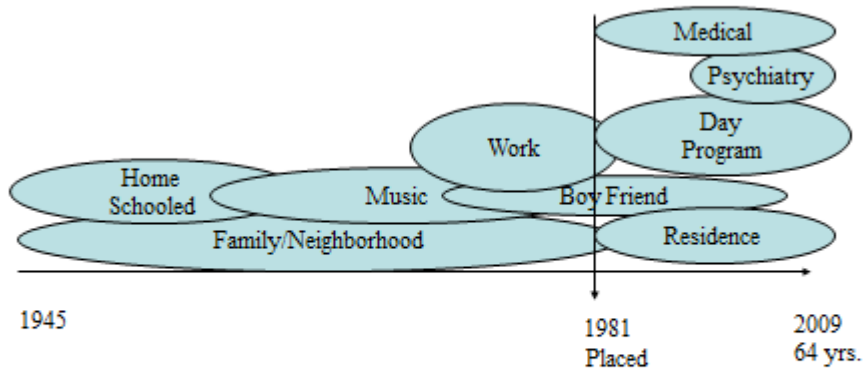 Medical
Psychiatry
Day
Program
Work
Home
Schooled
Music
Boy Friend
Family/Neighborhood
Residence
1945
1981
Placed
2009
64 yrs.